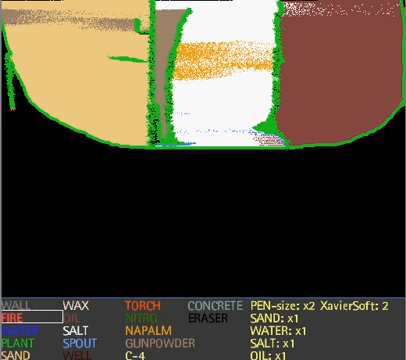 WALL WAX TORCH CONCRETE PEN-size: x2 XavierSoft: 2
FIRE OIL NITRO ERASER SAND: x1
WATER SALT NAPALM WATER: x1
PLANT SPOUT GUNPOWDER SALT: x1
SAND WELL C-4 OIL: x1